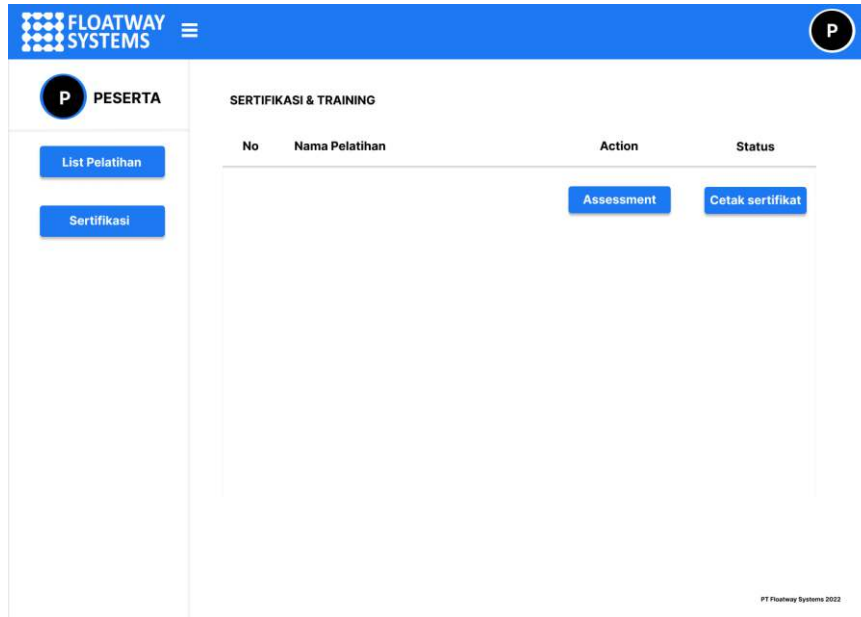 FLOATWAY
SYSTEMS
P
P
PESERTA
List Pelatihan
Sertifikasi
SERTIFIKASI & TRAINING
No Nama Pelatihan Action Status
Assessment Cetak sertifikat
PT Floatway Systems 2022